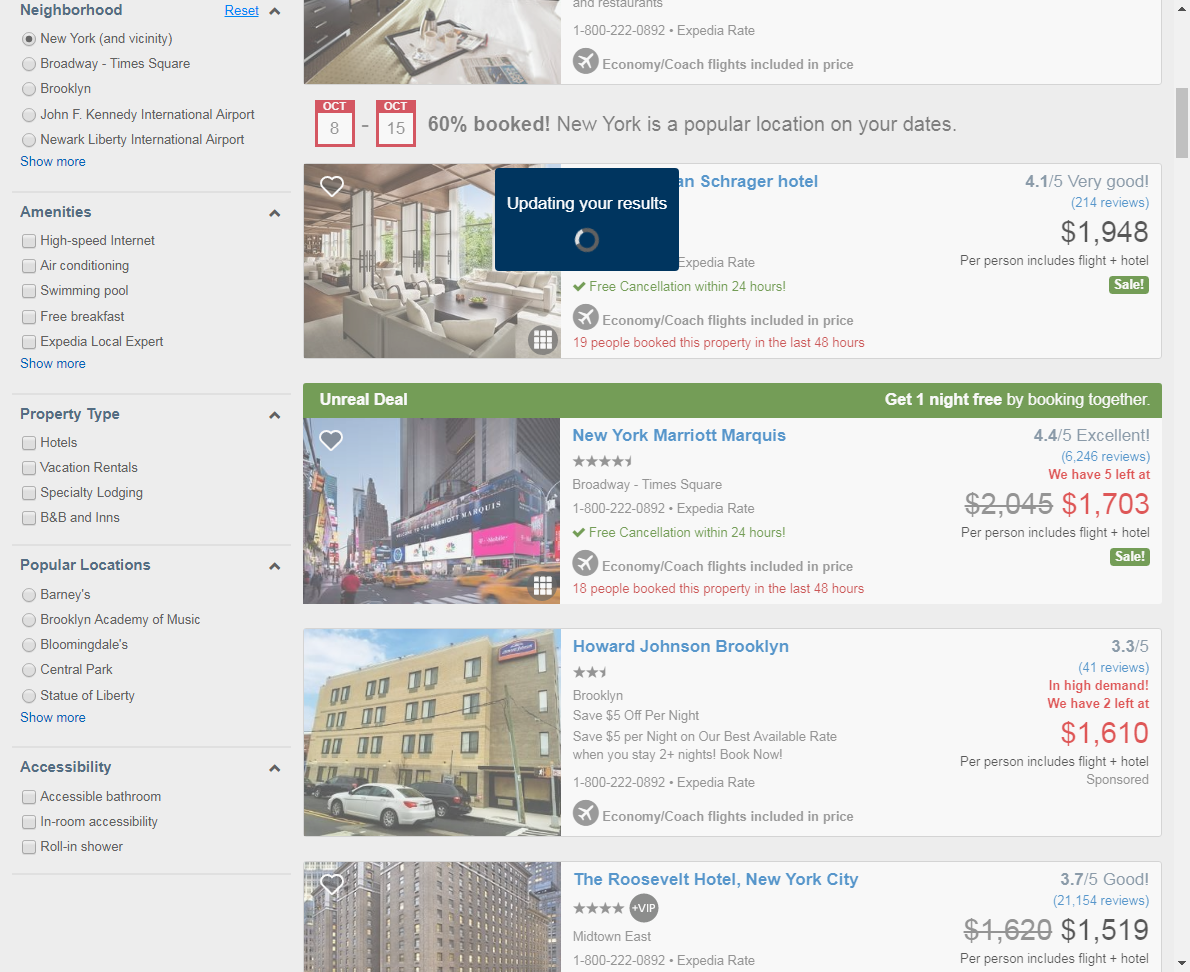 Neighborhood
Reset
New York (and vicinity)
Broadway - Times Square
Brooklyn
John F. Kennedy International Airport
Newark Liberty International Airport
Show more
Amenities
High-speed Internet
Air conditioning
Swimming pool
Free breakfast
Expedia Local Expert
Show more
Property Type
Hotels
Vacation Rentals
Specialty Lodging
B&B and Inns
Popular Locations
Barney's
Brooklyn Academy of Music
Bloomingdale's
Central Park
Statue of Liberty
Show more
Accessibility
Accessible bathroom
In-room accessibility
Roll-in shower
and restaurants
1-800-222-0892 • Expedia Rate
Economy/Coach flights included in price
OCT
8
-
OCT
15
60% booked! New York is a popular location on your dates.
Updating your results
an Schrager hotel
Expedia Rate
Free Cancellation within 24 hours!
Economy/Coach flights included in price
19 people booked this property in the last 48 hours
4.1/5 Very good!
(214 reviews)
$1,948
Per person includes flight + hotel
Sale!
Unreal Deal
Get 1 night free by booking together.
WELCOME TO THE MARRIOTT MARQUIS
T-Mobile
NBC
New York Marriott Marquis
Broadway - Times Square
1-800-222-0892 • Expedia Rate
Free Cancellation within 24 hours!
Economy/Coach flights included in price
18 people booked this property in the last 48 hours
4.4/5 Excellent!
(6,246 reviews)
We have 5 left at
$2,045 $1,703
Per person includes flight + hotel
Sale!
Howard Johnson Brooklyn
Brooklyn
Save $5 Off Per Night
Save $5 per Night on Our Best Available Rate
when you stay 2+ nights! Book Now!
1-800-222-0892 • Expedia Rate
Economy/Coach flights included in price
3.3/5
(41 reviews)
In high demand!
We have 2 left at
$1,610
Per person includes flight + hotel
Sponsored
The Roosevelt Hotel, New York City
+VIP
Midtown East
1-800-222-0892 • Expedia Rate
3.7/5 Good!
(21,154 reviews)
$1,620 $1,519
Per person includes flight + hotel